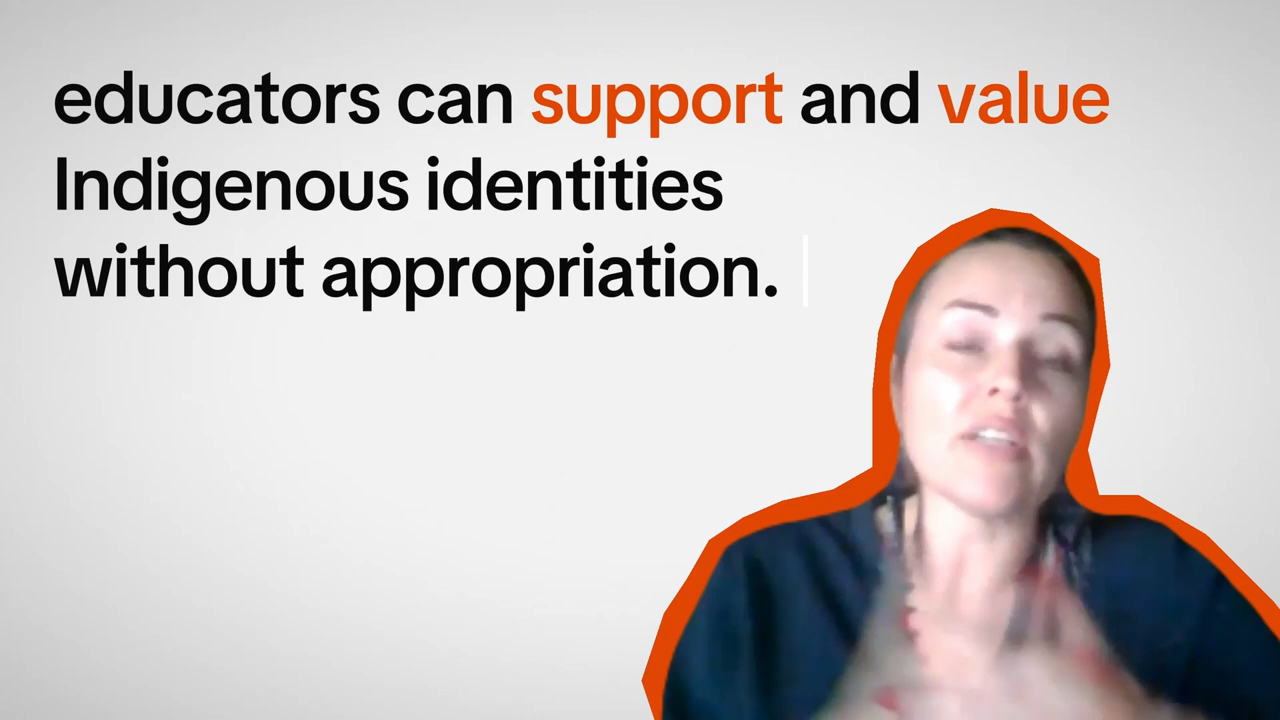 educators can support and value
Indigenous identities
without appropriation.